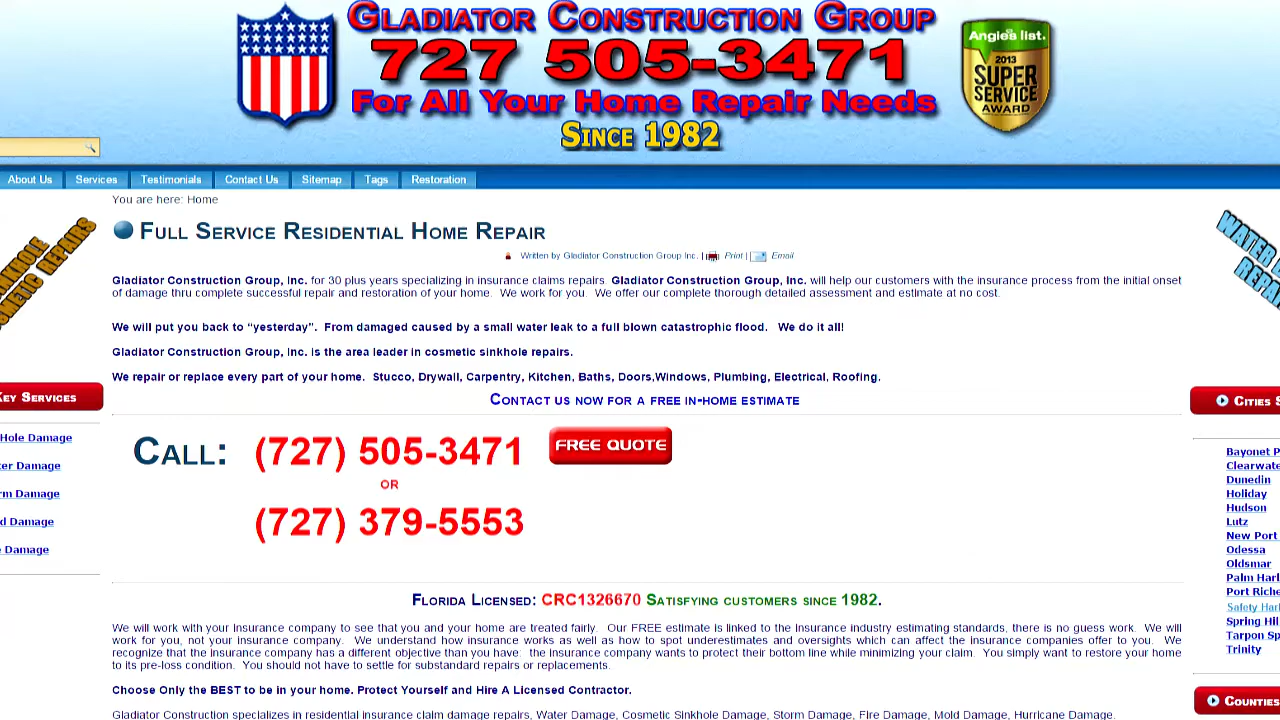 Gladiator Construction Group
727 505-3471
For All Your Home Repair Needs
Since 1982
Angie's list.
2013
SUPER
SERVICE
AWARD
About Us Services Testimonials Contact Us Sitemap Tags Restoration
You are here: Home
Full Service Residential Home Repair
Written by Gladiator Construction Group Inc. | Print | Email
Gladiator Construction Group, Inc. for 30 plus years specializing in insurance claims repairs. Gladiator Construction Group, Inc. will help our customers with the insurance process from the initial onset
of damage thru complete successful repair and restoration of your home. We work for you. We offer our complete thorough detailed assessment and estimate at no cost.
We will put you back to “yesterday”. From damaged caused by a small water leak to a full blown catastrophic flood. We do it all!
Gladiator Construction Group, Inc. is the area leader in cosmetic sinkhole repairs.
We repair or replace every part of your home. Stucco, Drywall, Carpentry, Kitchen, Baths, Doors,Windows, Plumbing, Electrical, Roofing.
Contact us now for a free in-home estimate
Call: (727) 505-3471 FREE QUOTE
OR
(727) 379-5553
Florida Licensed: CRC1326670 Satisfying customers since 1982.
We will work with your Insurance company to see that you and your home are treated fairly. Our FREE estimate is linked to the Insurance industry estimating standards, there is no guess work. We will
work for you, not your insurance company. We understand how insurance works as well as how to spot underestimates and oversights which can affect the Insurance companies offer to you. We
recognize that the Insurance company has a different objective than you have: the insurance company wants to protect their bottom line while minimizing your claim. You simply want to restore your home
to its pre-loss condition. You should not have to settle for substandard repairs or replacements.
Choose Only the BEST to be in your home. Protect Yourself and Hire A Licensed Contractor.
Gladiator Construction specializes in residential insurance claim damage repairs, Water Damage, Cosmetic Sinkhole Damage, Storm Damage, Fire Damage, Mold Damage, Hurricane Damage.
REPAIRS
Key Services
Hole Damage
Damage
Damage
Damage
Damage
WATER
Cities
Bayonet
Clearwate
Dunedin
Holiday
Hudson
Lutz
New Port
Odessa
Oldsmar
Palm Har
Port Riche
Safety Har
Spring Hil
Tarpon Sp
Trinity
Counties